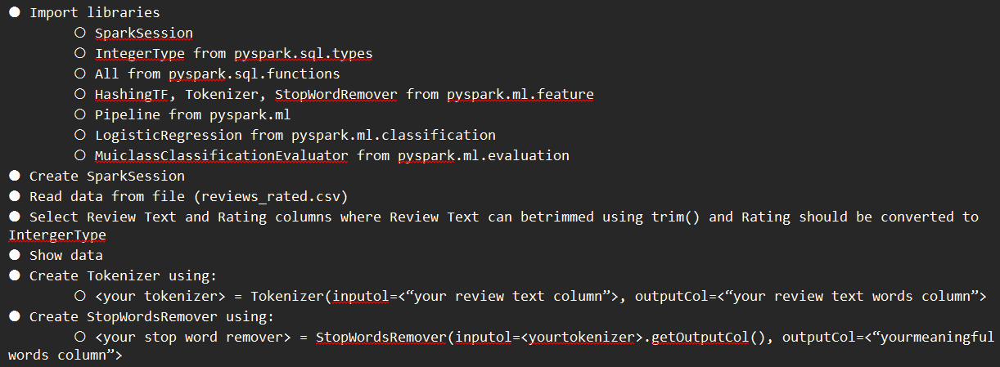 ● Import libraries
○ SparkSession
○ IntegerType from pyspark.sql.types
○ All from pyspark.sql.functions
○ HashingTF, Tokenizer, StopWordRemover from pyspark.ml.feature
○ Pipeline from pyspark.ml
○ LogisticRegression from pyspark.ml.classification
○ MuiclassClassificationEvaluator from pyspark.ml.evaluation
● Create SparkSession
● Read data from file (reviews_rated.csv)
● Select Review Text and Rating columns where Review Text can betrimmed using trim() and Rating should be converted to
IntergerType
● Show data
● Create Tokenizer using:
○ <your tokenizer> = Tokenizer(inputol=<“your review text column”>, outputCol=<“your review text words column”>
● Create StopWordsRemover using:
○ <your stop word remover> = StopWordsRemover(inputol=<yourtokenizer>.getOutputCol(), outputCol=<“yourmeaningful
words column”>